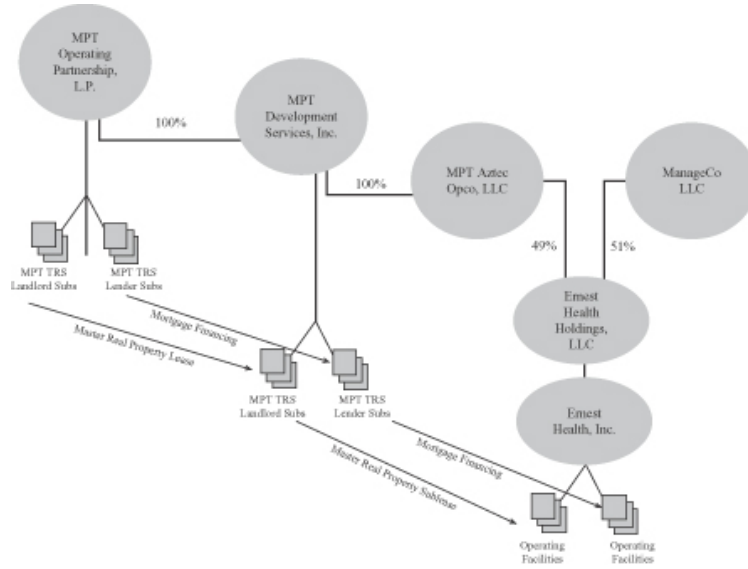 MPT
Operating
Partnership,
L.P.
100%
MPT
Development
Services, Inc.
100%
MPT Aztec
Opco, LLC
ManageCo
LLC
49%
51%
MPT TRS
Landlord Subs
MPT TRS
Lender Subs
Mortgage Financing
Master Real Property Lease
Ernest
Health
Holdings,
LLC
MPT TRS
Landlord Subs
MPT TRS
Lender Subs
Ernest
Health, Inc.
Mortgage Financing
Master Real Property Sublease
Operating
Facilities
Operating
Facilities